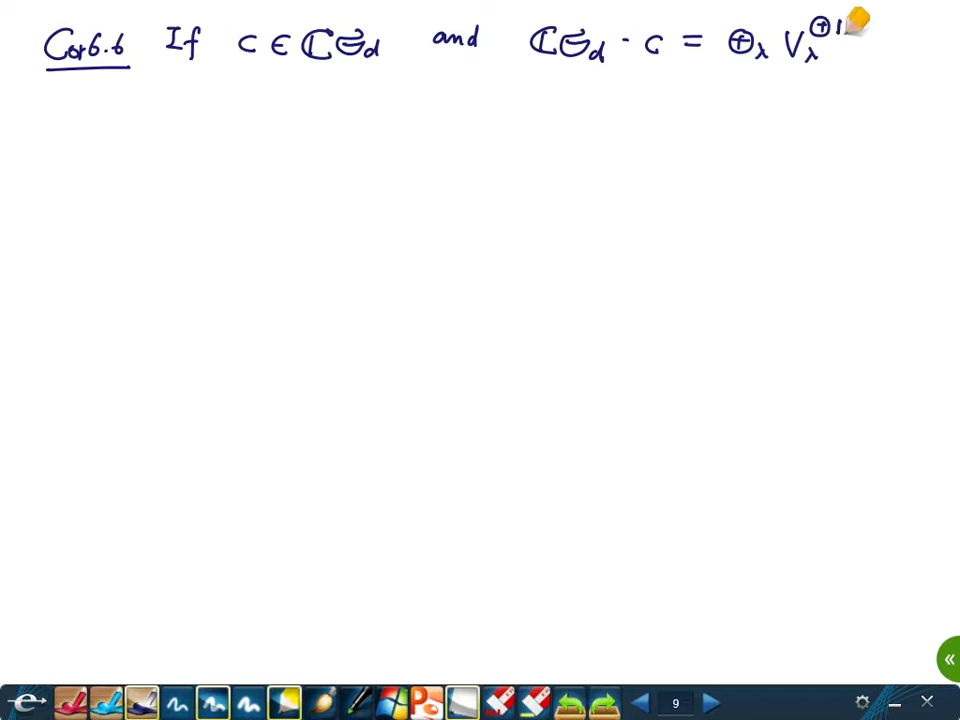 Cor 6.6 If c ∈ ℂ𝔖_d and ℂ𝔖_d · c = ⊕_λ V_λ^⊕
9